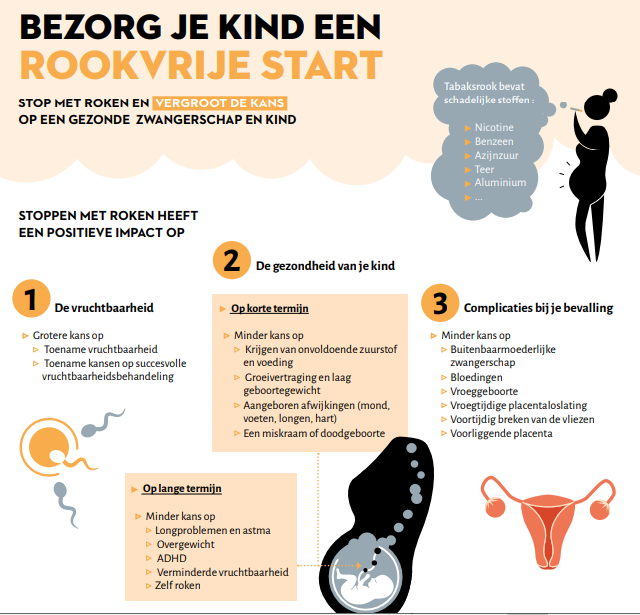 BEZORG JE KIND EEN
ROOKVRIJE START
STOP MET ROKEN EN VERGROOT DE KANS
OP EEN GEZONDE ZWANGERSCHAP EN KIND
Tabaksrook bevat
schadelijke stoffen :
Nicotine
Benzeen
Azijnzuur
Teer
Aluminium
...
STOPPEN MET ROKEN HEEFT
EEN POSITIEVE IMPACT OP
1 De vruchtbaarheid
Grotere kans op
Toename vruchtbaarheid
Toename kansen op succesvolle
vruchtbaarheidsbehandeling
2 De gezondheid van je kind
Op korte termijn
Minder kans op
Krijgen van onvoldoende zuurstof
en voeding
Groeivertraging en laag
geboortegewicht
Aangeboren afwijkingen (mond,
voeten, longen, hart)
Een miskraam of doodgeboorte
Op lange termijn
Minder kans op
Longproblemen en astma
Overgewicht
ADHD
Verminderde vruchtbaarheid
Zelf roken
3 Complicaties bij je bevalling
Minder kans op
Buitenbaarmoederlijke
zwangerschap
Bloedingen
Vroeggeboorte
Vroegtijdige placentaloslating
Voortijdig breken van de vliezen
Voorliggende placenta